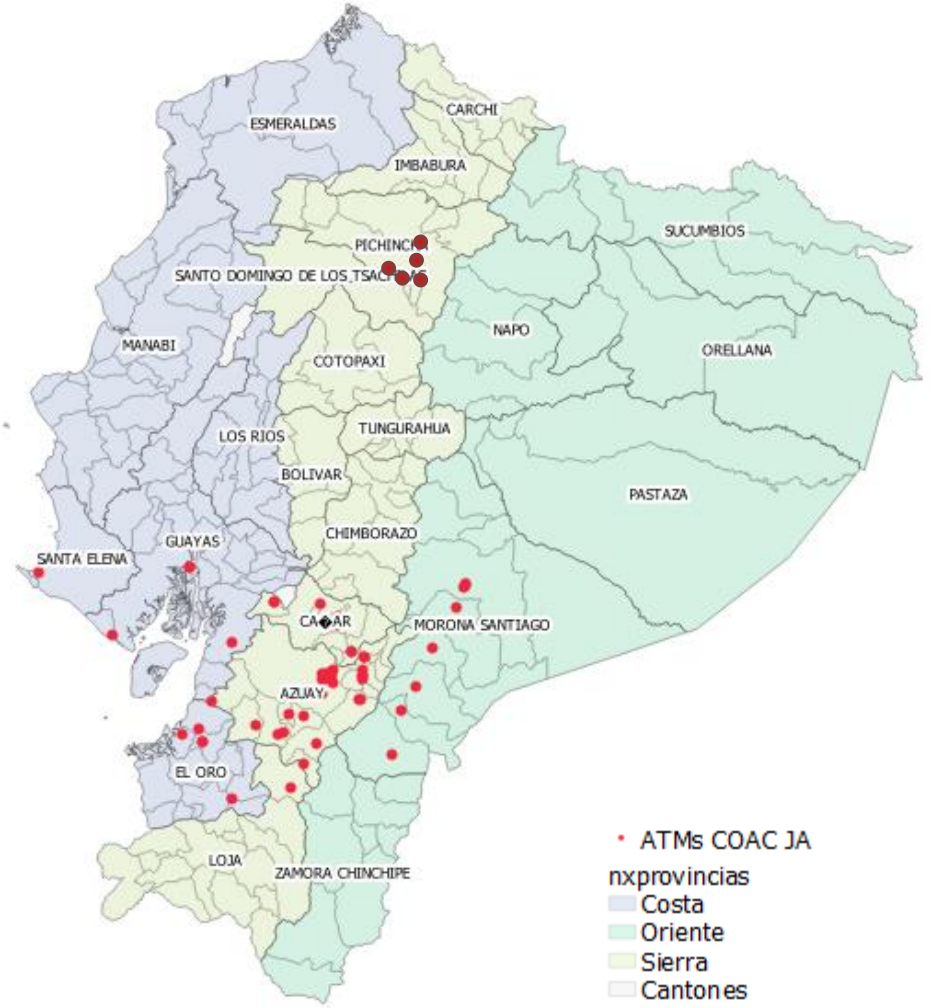 CARCHI
ESMERALDAS
IMBABURA
SUCUMBIOS
PICHINCHA
SANTO DOMINGO DE LOS TSACHILAS
NAPO
MANABI
ORELLANA
COTOPAXI
TUNGURAHUA
LOS RIOS
BOLIVAR
PASTAZA
CHIMBORAZO
GUAYAS
SANTA ELENA
CA�AR
MORONA SANTIAGO
AZUAY
EL ORO
LOJA
ZAMORA CHINCHIPE
ATMs COAC JA
nxprovincias
Costa
Oriente
Sierra
Cantones